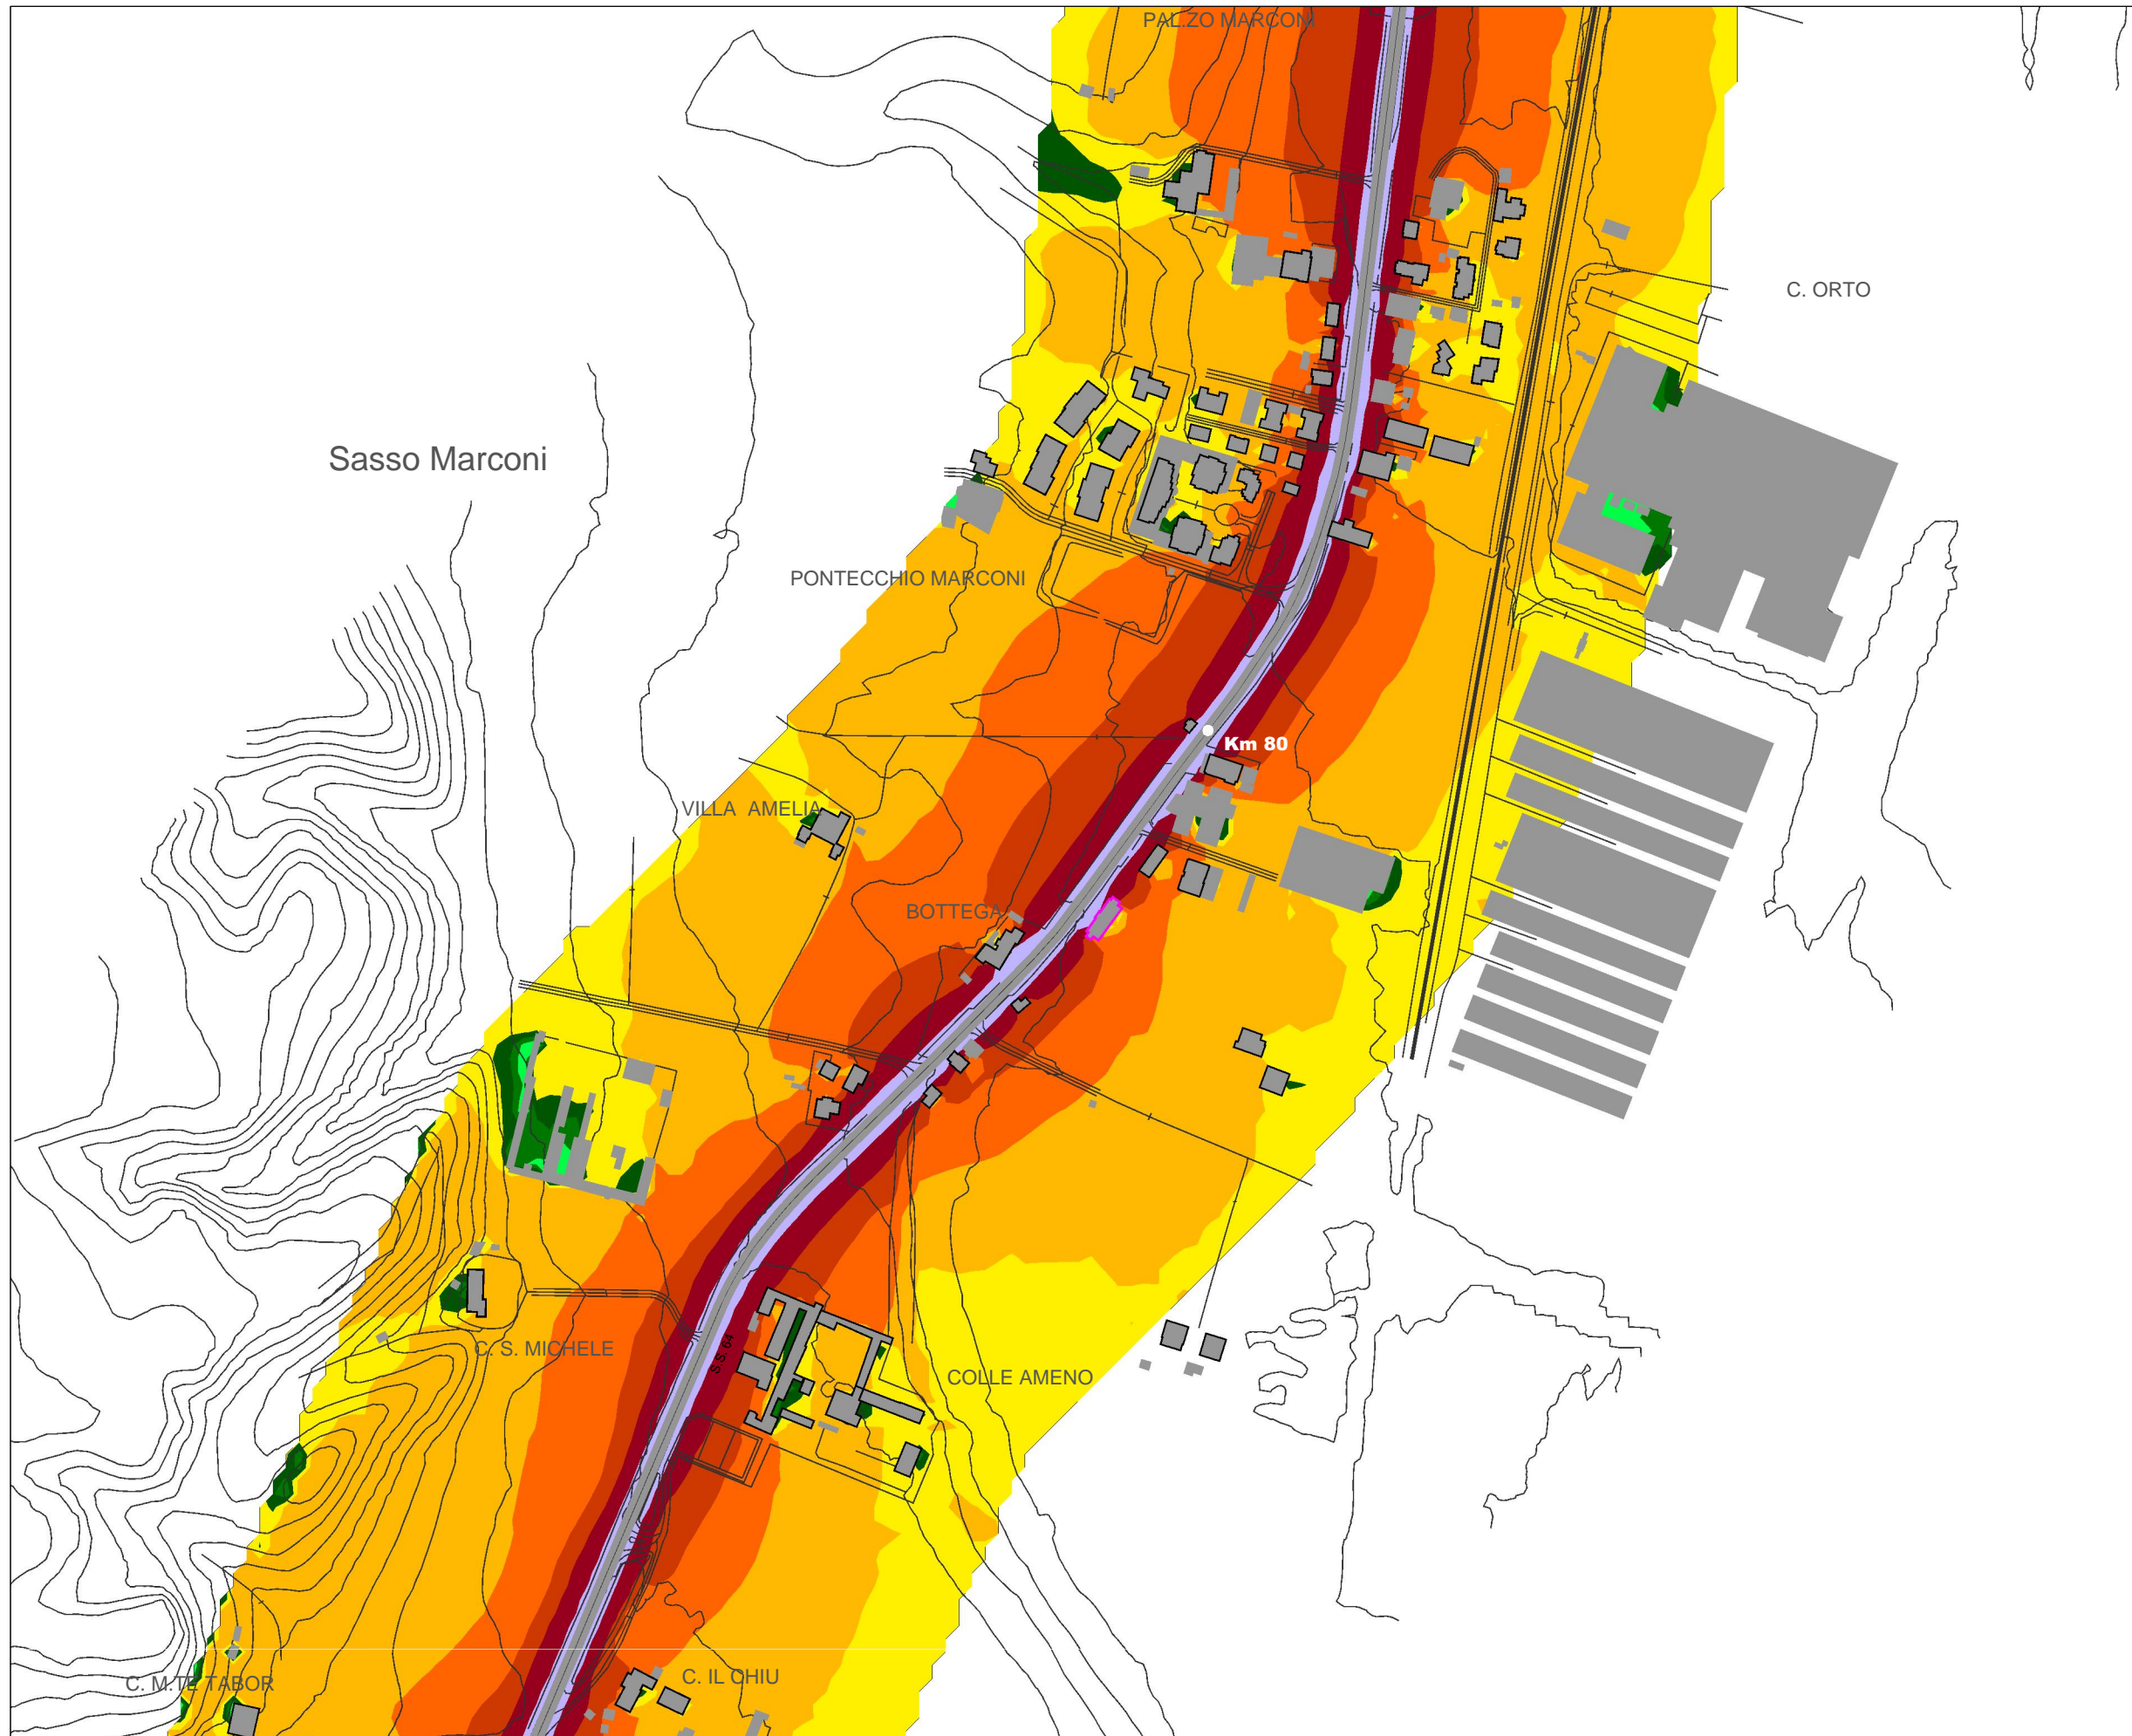 PAL.ZO MARCONI
C. ORTO
Sasso Marconi
PONTECCHIO MARCONI
Km 80
VILLA AMELIA
BOTTEGA
C. S. MICHELE
S.S. 64
COLLE AMENO
C. M.TE TABOR
C. IL CHIU